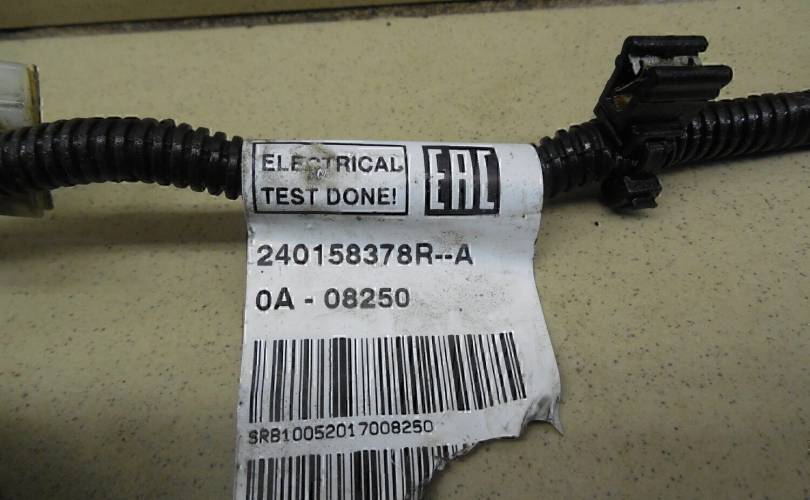 ELECTRICAL
TEST DONE!
EAC
240158378R--A
0A - 08250
SRB10052017008250